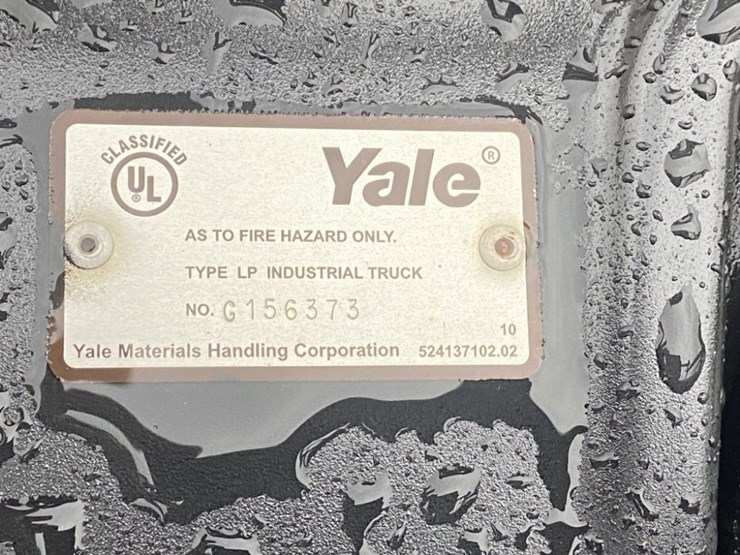 CLASSIFIED
UL
®
Yale®
AS TO FIRE HAZARD ONLY.
TYPE LP INDUSTRIAL TRUCK
NO. G156373
10
Yale Materials Handling Corporation 524137102.02